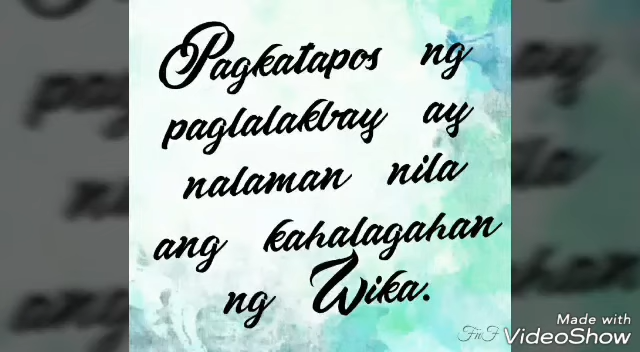 Pagkatapos ng
paglalakbay ay
nalaman nila
ang kahalagahan
ng Wika.
Made with
VideoShow